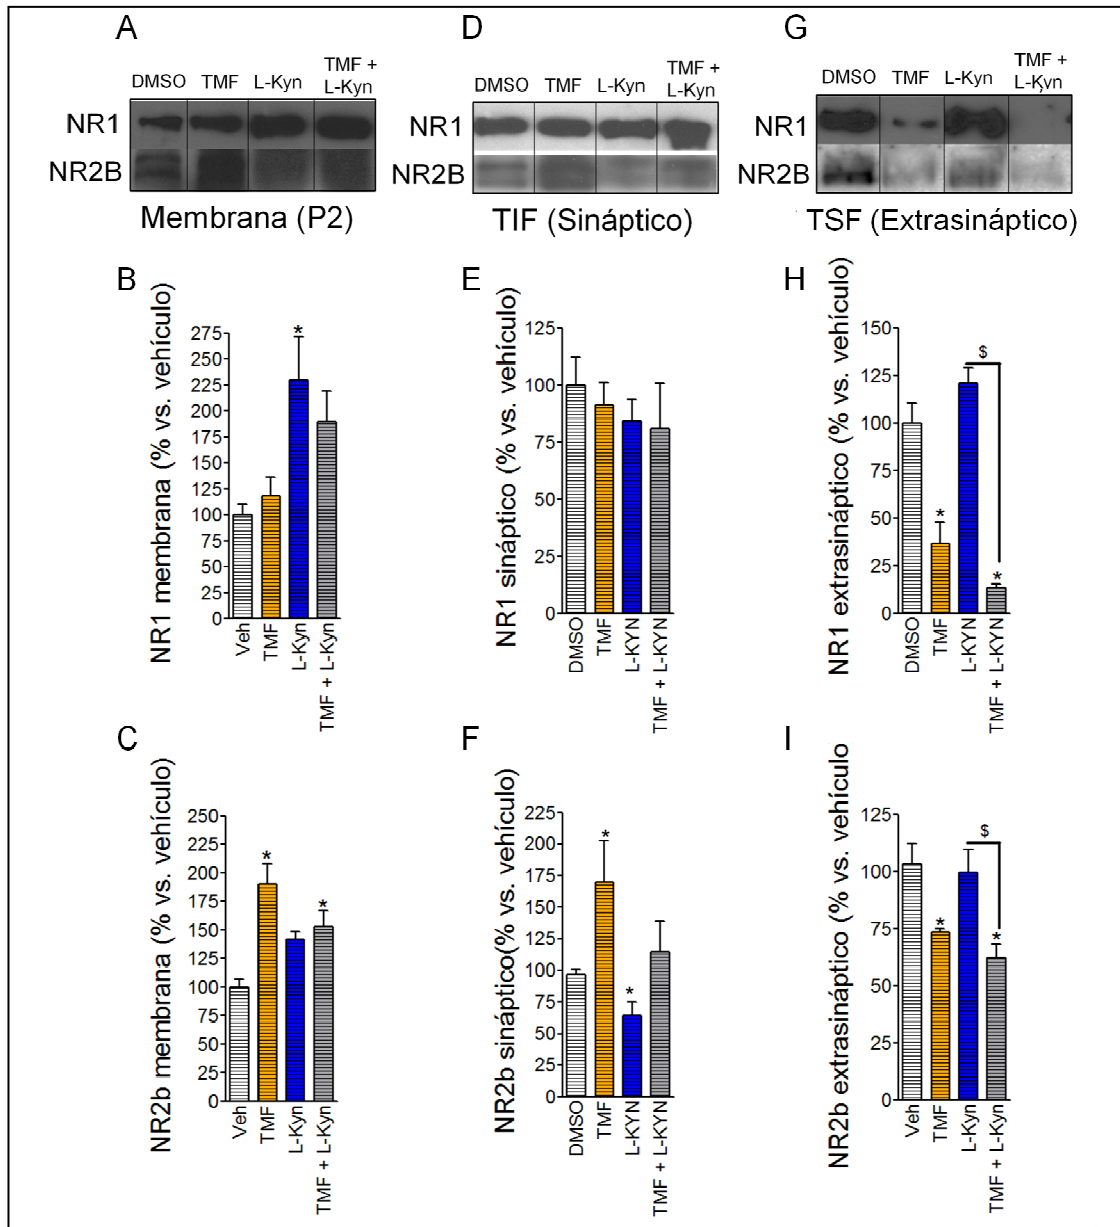 A
DMSO TMF L-Kyn TMF + L-Kyn
NR1
NR2B
Membrana (P2)
D
DMSO TMF L-Kyn TMF + L-Kyn
NR1
NR2B
TIF (Sináptico)
G
DMSO TMF L-Kyn TMF + L-Kyn
NR1
NR2B
TSF (Extrasináptico)
B
NR1 membrana (% vs. vehículo)
275
250
225
200
175
150
125
100
75
50
25
0
*
Veh TMF L-Kyn TMF + L-Kyn
E
NR1 sináptico (% vs. vehículo)
125
100
75
50
25
0
DMSO TMF L-KYN TMF + L-KYN
H
NR1 extrasináptico (% vs. vehículo
150
125
100
75
50
25
0
$
*
*
DMSO TMF L-KYN TMF + L-KYN
C
NR2b membrana (% vs. vehículo)
250
225
200
175
150
125
100
75
50
25
0
*
*
Veh TMF L-Kyn TMF + L-Kyn
F
NR2b sináptico(% vs. vehículo)
225
200
175
150
125
100
75
50
25
0
*
*
DMSO TMF L-KYN TMF + L-KYN
I
NR2b extrasináptico (% vs. vehículo
125
100
75
50
25
0
$
*
*
Veh TMF L-Kyn TMF + L-Kyn